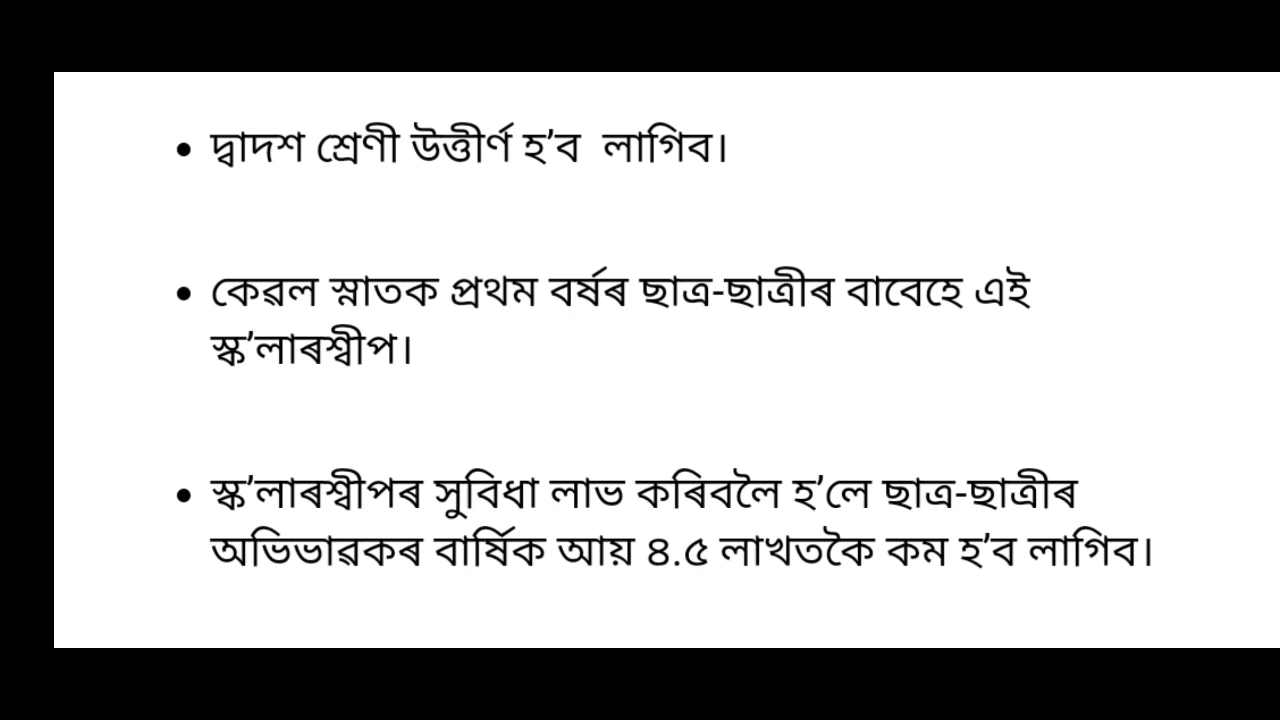 • দ্বাদশ শ্ৰেণী উত্তীৰ্ণ হ’ব লাগিব।
• কেৱল স্নাতক প্ৰথম বৰ্ষৰ ছাত্ৰ-ছাত্ৰীৰ বাবেহে এই
স্ক’লাৰশ্বীপ।
• স্ক’লাৰশ্বীপৰ সুবিধা লাভ কৰিবলৈ হ’লে ছাত্ৰ-ছাত্ৰীৰ
অভিভাৱকৰ বাৰ্ষিক আয় ৪.৫ লাখতকৈ কম হ’ব লাগিব।